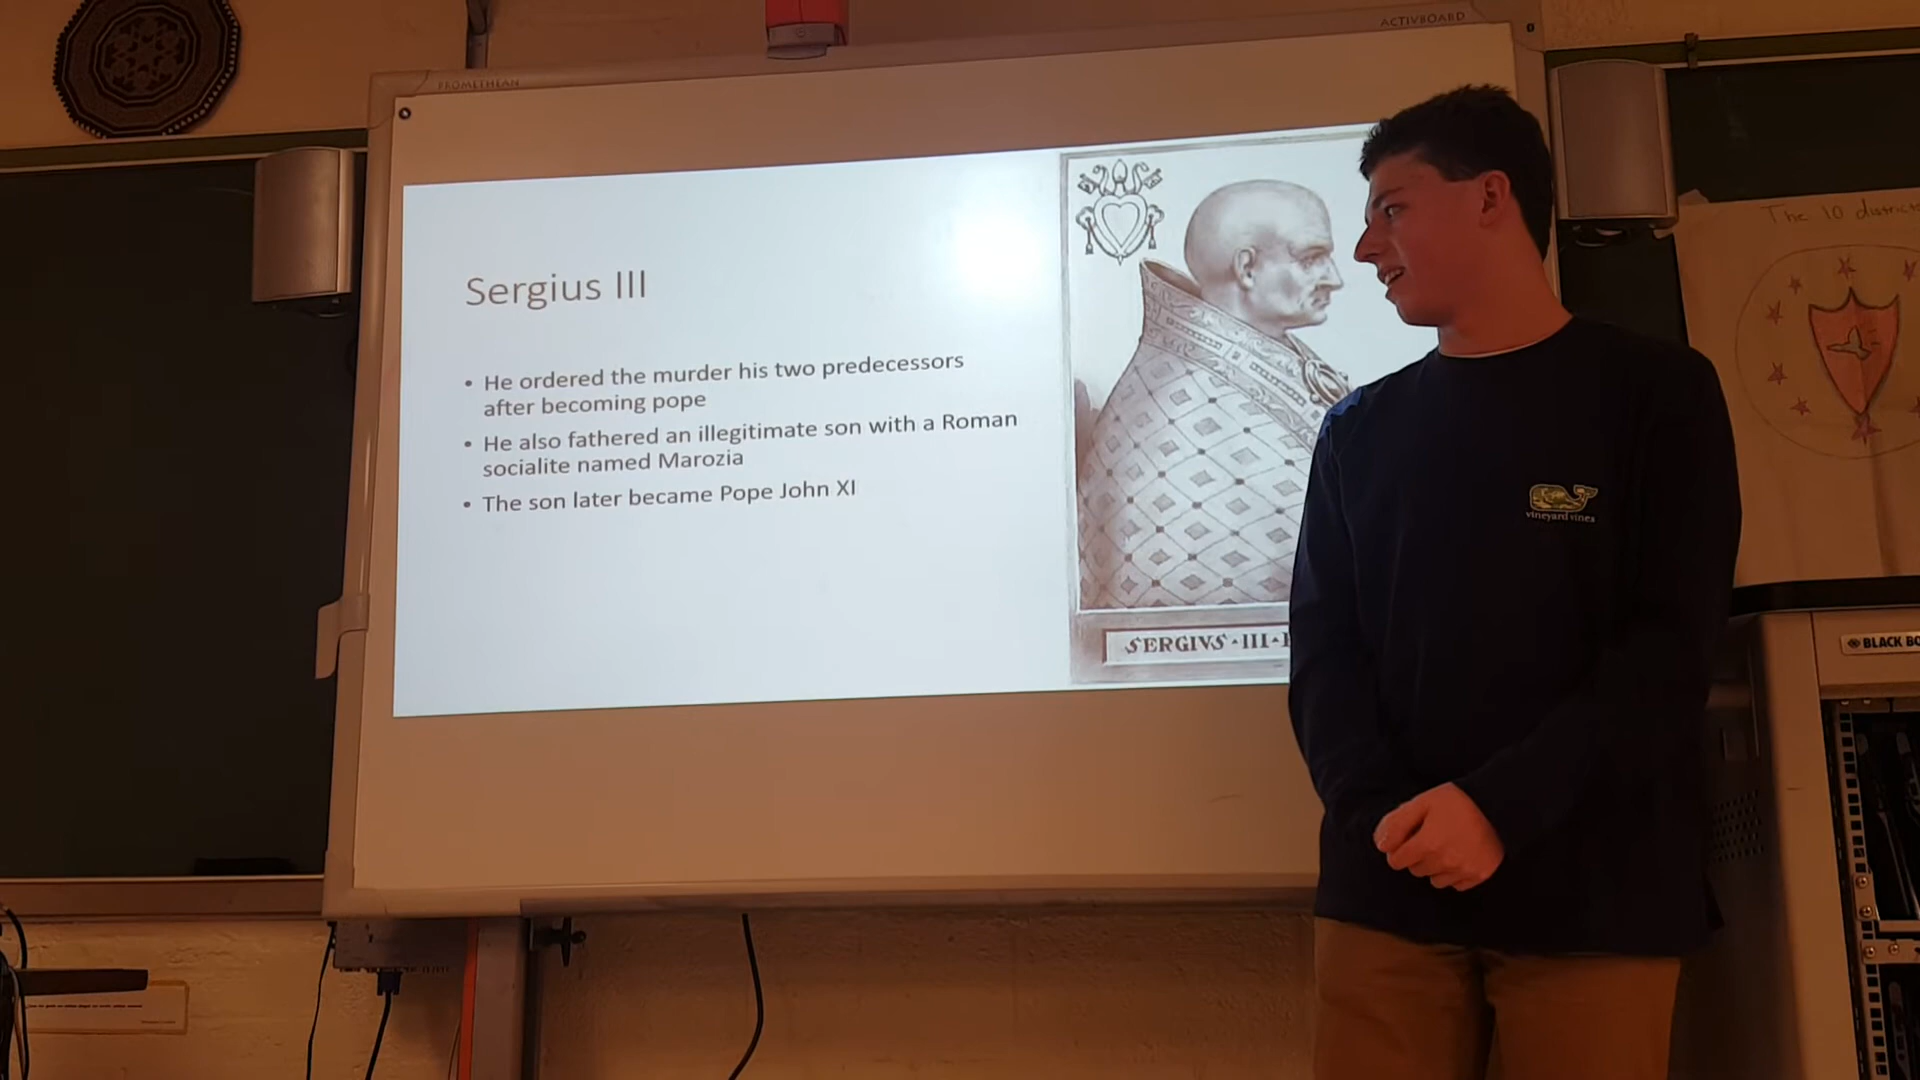 ACTIVBOARD
PROMETHEAN
The 10 districts
Sergius III
• He ordered the murder his two predecessors
after becoming pope
• He also fathered an illegitimate son with a Roman
socialite named Marozia
• The son later became Pope John XI
SERGIVS·III·
vineyard vines
BLACK BO